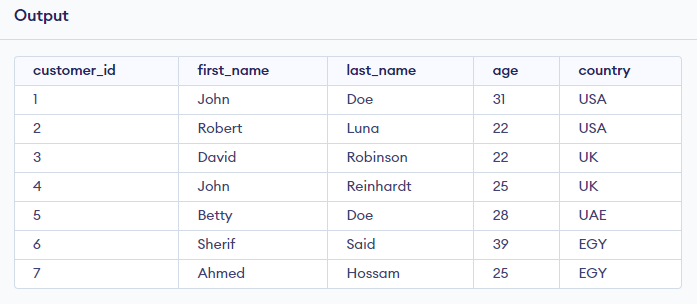 Output
customer_id first_name last_name age country
1 John Doe 31 USA
2 Robert Luna 22 USA
3 David Robinson 22 UK
4 John Reinhardt 25 UK
5 Betty Doe 28 UAE
6 Sherif Said 39 EGY
7 Ahmed Hossam 25 EGY